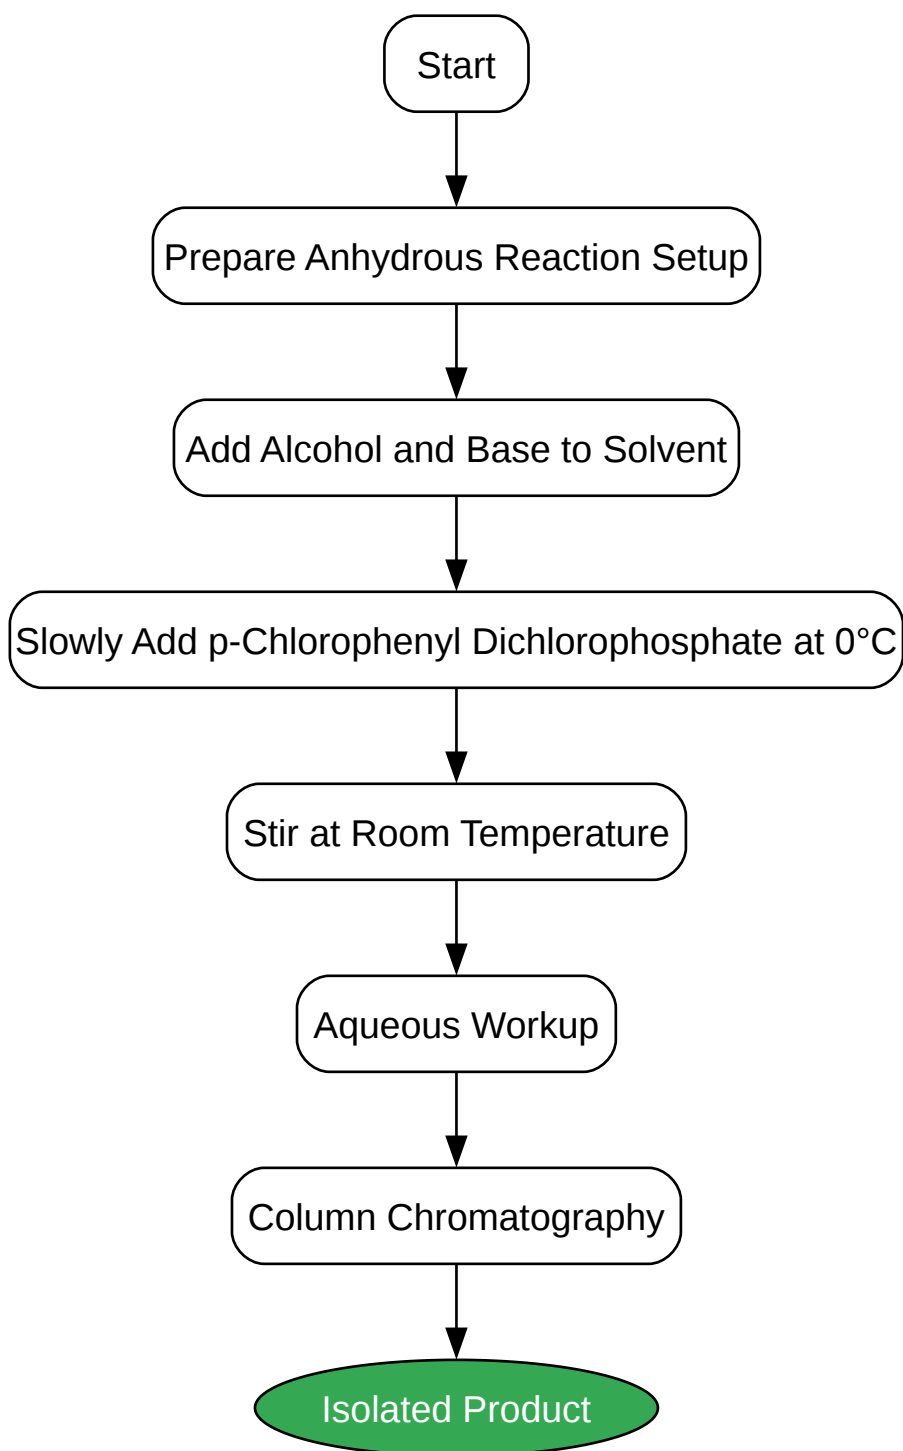 Start
Prepare Anhydrous Reaction Setup
Add Alcohol and Base to Solvent
Slowly Add p-Chlorophenyl Dichlorophosphate at 0°C
Stir at Room Temperature
Aqueous Workup
Column Chromatography
Isolated Product